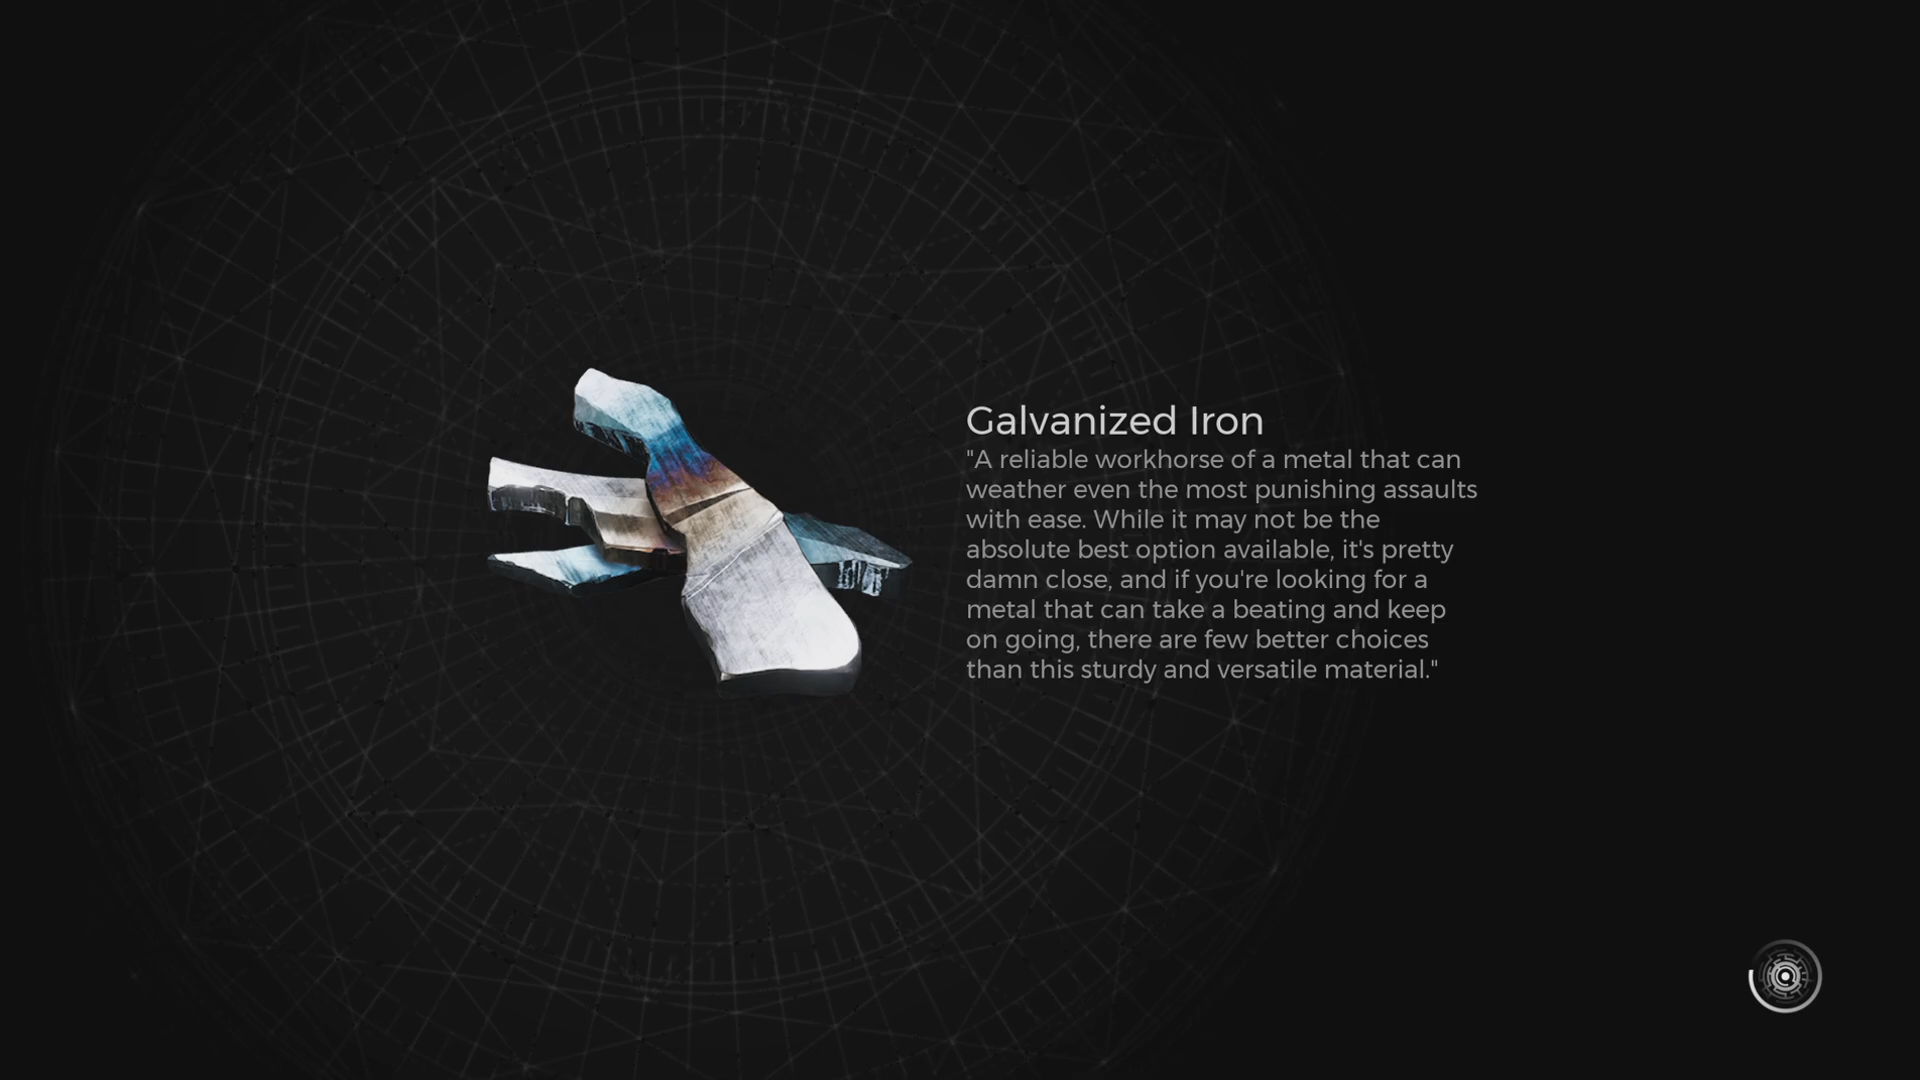 Galvanized Iron
"A reliable workhorse of a metal that can
weather even the most punishing assaults
with ease. While it may not be the
absolute best option available, it's pretty
damn close, and if you're looking for a
metal that can take a beating and keep
on going, there are few better choices
than this sturdy and versatile material."